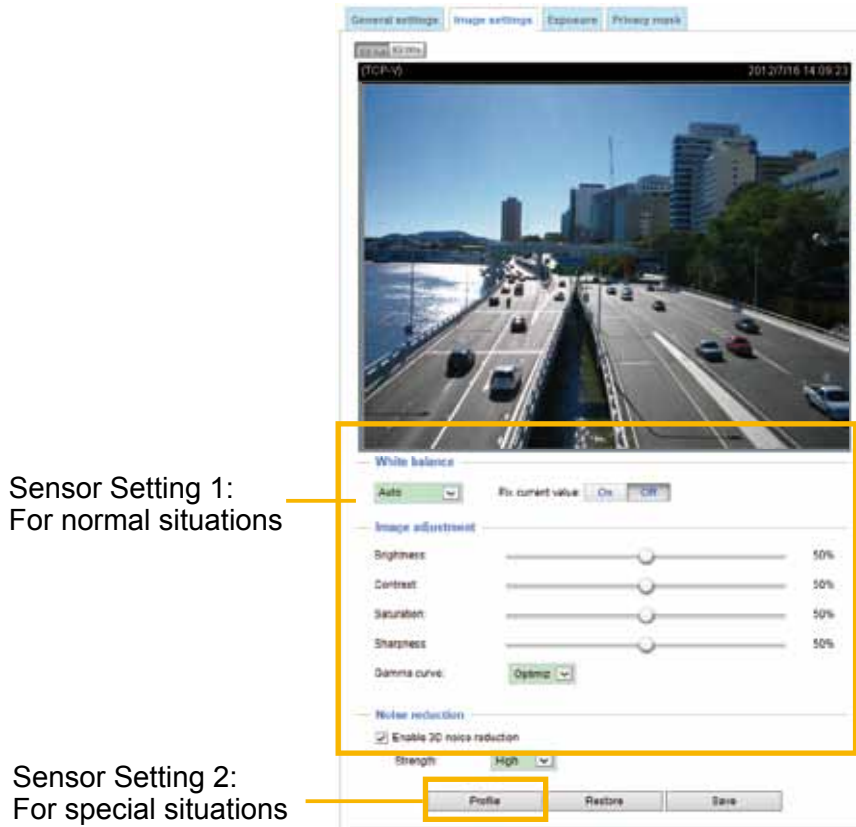 General settings Image settings Exposure Privacy mask
(TCP-V) 2012/7/16 14:09:23
White balance
Sensor Setting 1:
For normal situations
Auto Fix current value: On Off
Image adjustment
Brightness: 50%
Contrast: 50%
Saturation: 50%
Sharpness: 50%
Gamma curve: Optimiz
Noise reduction
Enable 3D noise reduction
Strength: High
Sensor Setting 2:
For special situations
Profile Restore Save